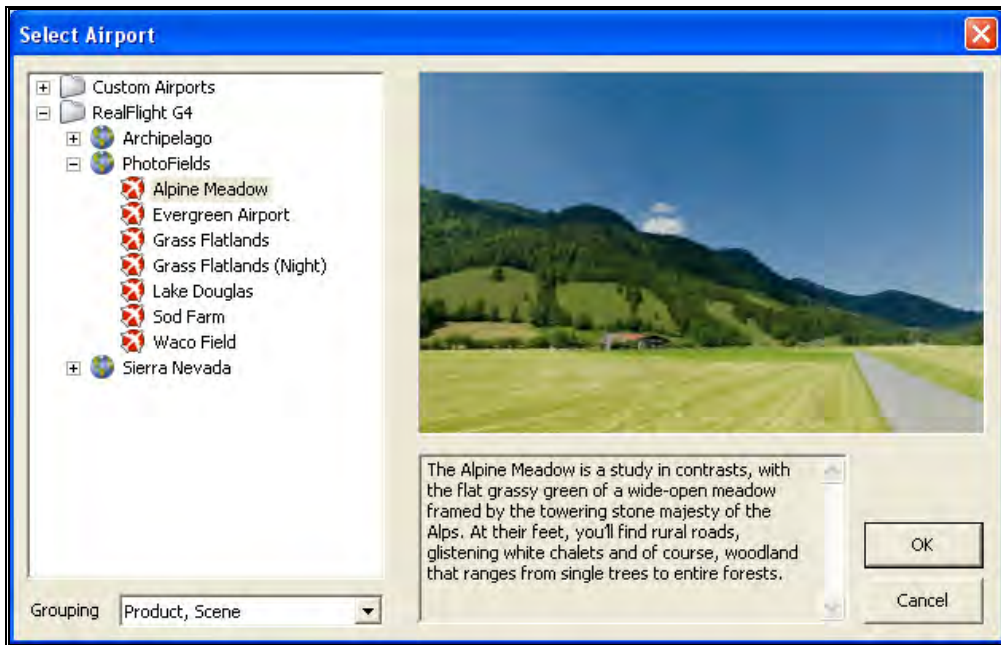 Select Airport
Custom Airports
RealFlight G4
Archipelago
PhotoFields
Alpine Meadow
Evergreen Airport
Grass Flatlands
Grass Flatlands (Night)
Lake Douglas
Sod Farm
Waco Field
Sierra Nevada
Grouping
Product, Scene
The Alpine Meadow is a study in contrasts, with
the flat grassy green of a wide-open meadow
framed by the towering stone majesty of the
Alps. At their feet, you'll find rural roads,
glistening white chalets and of course, woodland
that ranges from single trees to entire forests.
OK
Cancel